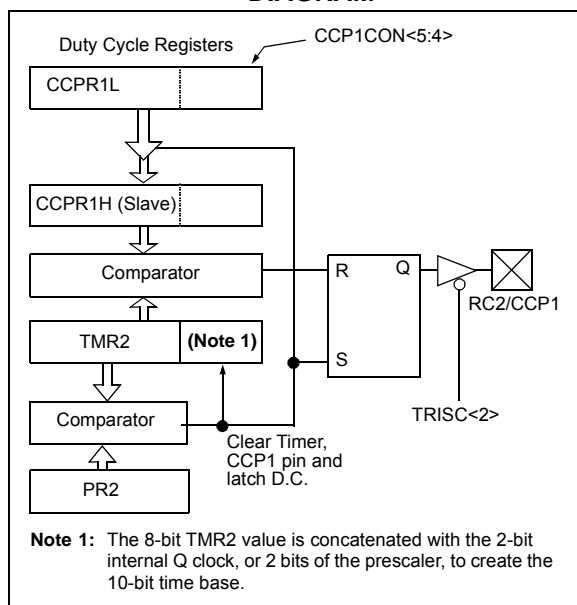 DIAGRAM
Duty Cycle Registers
CCP1CON<5:4>
CCPR1L
CCPR1H (Slave)
Comparator
R
Q
RC2/CCP1
TMR2
(Note 1)
S
TRISC<2>
Comparator
Clear Timer,
CCP1 pin and
latch D.C.
PR2
Note 1: The 8-bit TMR2 value is concatenated with the 2-bit
internal Q clock, or 2 bits of the prescaler, to create the
10-bit time base.